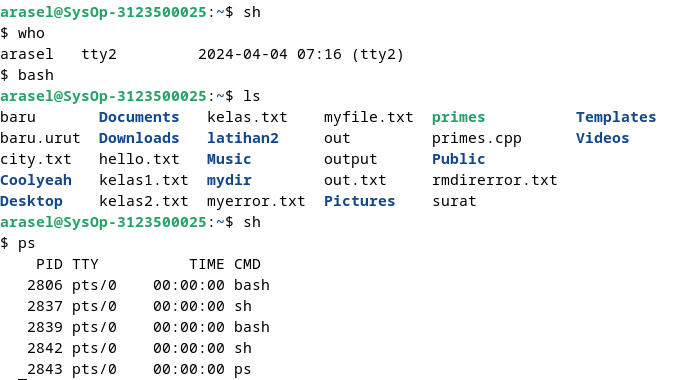 arasel@SysOp-3123500025:~$ sh
$ who
arasel   tty2         2024-04-04 07:16 (tty2)
$ bash
arasel@SysOp-3123500025:~$ ls
baru       Documents   kelas.txt    myfile.txt  primes          Templates
baru.urut  Downloads   latihan2     out         primes.cpp      Videos
city.txt   hello.txt   Music        output      Public
Coolyeah   kelas1.txt  mydir        out.txt     rmdirerror.txt
Desktop    kelas2.txt  myerror.txt  Pictures    surat
arasel@SysOp-3123500025:~$ sh
$ ps
    PID TTY          TIME CMD
   2806 pts/0    00:00:00 bash
   2837 pts/0    00:00:00 sh
   2839 pts/0    00:00:00 bash
   2842 pts/0    00:00:00 sh
   2843 pts/0    00:00:00 ps